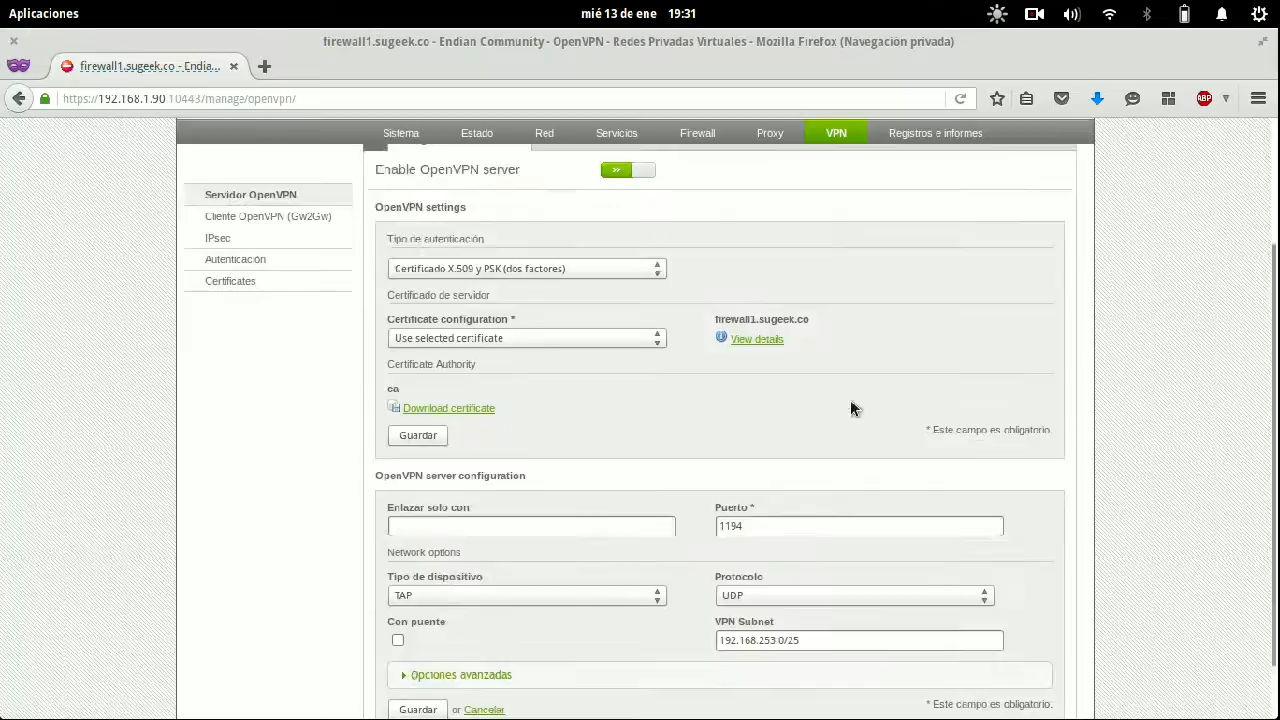 Aplicaciones
mié 13 de ene 19:31
firewall1.sugeek.co - Endian Community - OpenVPN - Redes Privadas Virtuales - Mozilla Firefox (Navegación privada)
firewall1.sugeek.co - Endia...
https://192.168.1.90:10443/manage/openvpn/
ABP
Sistema Estado Red Servicios Firewall Proxy VPN Registros e informes
Servidor OpenVPN
Cliente OpenVPN (Gw2Gw)
IPsec
Autenticación
Certificates
Enable OpenVPN server
OpenVPN settings
Tipo de autenticación
Certificado X.509 y PSK (dos factores)
Certificado de servidor
Certificate configuration * firewall1.sugeek.co
Use selected certificate View details
Certificate Authority
ca
Download certificate
Guardar * Este campo es obligatorio.
OpenVPN server configuration
Enlazar solo con Puerto *
1194
Network options
Tipo de dispositivo Protocolo
TAP UDP
Con puente VPN Subnet
192.168.253.0/25
Opciones avanzadas
Guardar or Cancelar * Este campo es obligatorio.